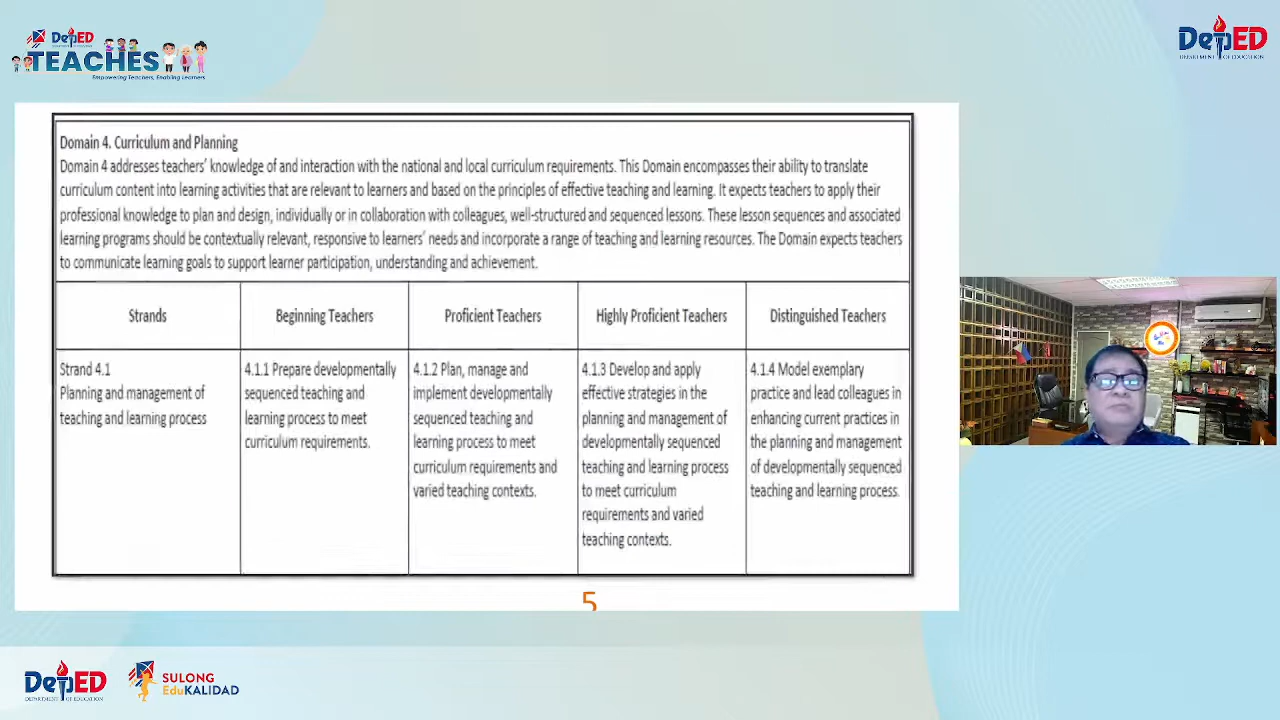 DepED
DEPARTMENT OF EDUCATION
TEACHES
Empowering Teachers, Enabling Learners
DepED
DEPARTMENT OF EDUCATION
Domain 4. Curriculum and Planning
Domain 4 addresses teachers' knowledge of and interaction with the national and local curriculum requirements. This Domain encompasses their ability to translate
curriculum content into learning activities that are relevant to learners and based on the principles of effective teaching and learning. It expects teachers to apply their
professional knowledge to plan and design, individually or in collaboration with colleagues, well-structured and sequenced lessons. These lesson sequences and associated
learning programs should be contextually relevant, responsive to learners' needs and incorporate a range of teaching and learning resources. The Domain expects teachers
to communicate learning goals to support learner participation, understanding and achievement.
Strands
Beginning Teachers
Proficient Teachers
Highly Proficient Teachers
Distinguished Teachers
Strand 4.1
Planning and management of
teaching and learning process
4.1.1 Prepare developmentally
sequenced teaching and
learning process to meet
curriculum requirements.
4.1.2 Plan, manage and
implement developmentally
sequenced teaching and
learning process to meet
curriculum requirements and
varied teaching contexts.
4.1.3 Develop and apply
effective strategies in the
planning and management of
developmentally sequenced
teaching and learning process
to meet curriculum
requirements and varied
teaching contexts.
4.1.4 Model exemplary
practice and lead colleagues in
enhancing current practices in
the planning and management
of developmentally sequenced
teaching and learning process.
5
DepED
DEPARTMENT OF EDUCATION
SULONG
EduKALIDAD